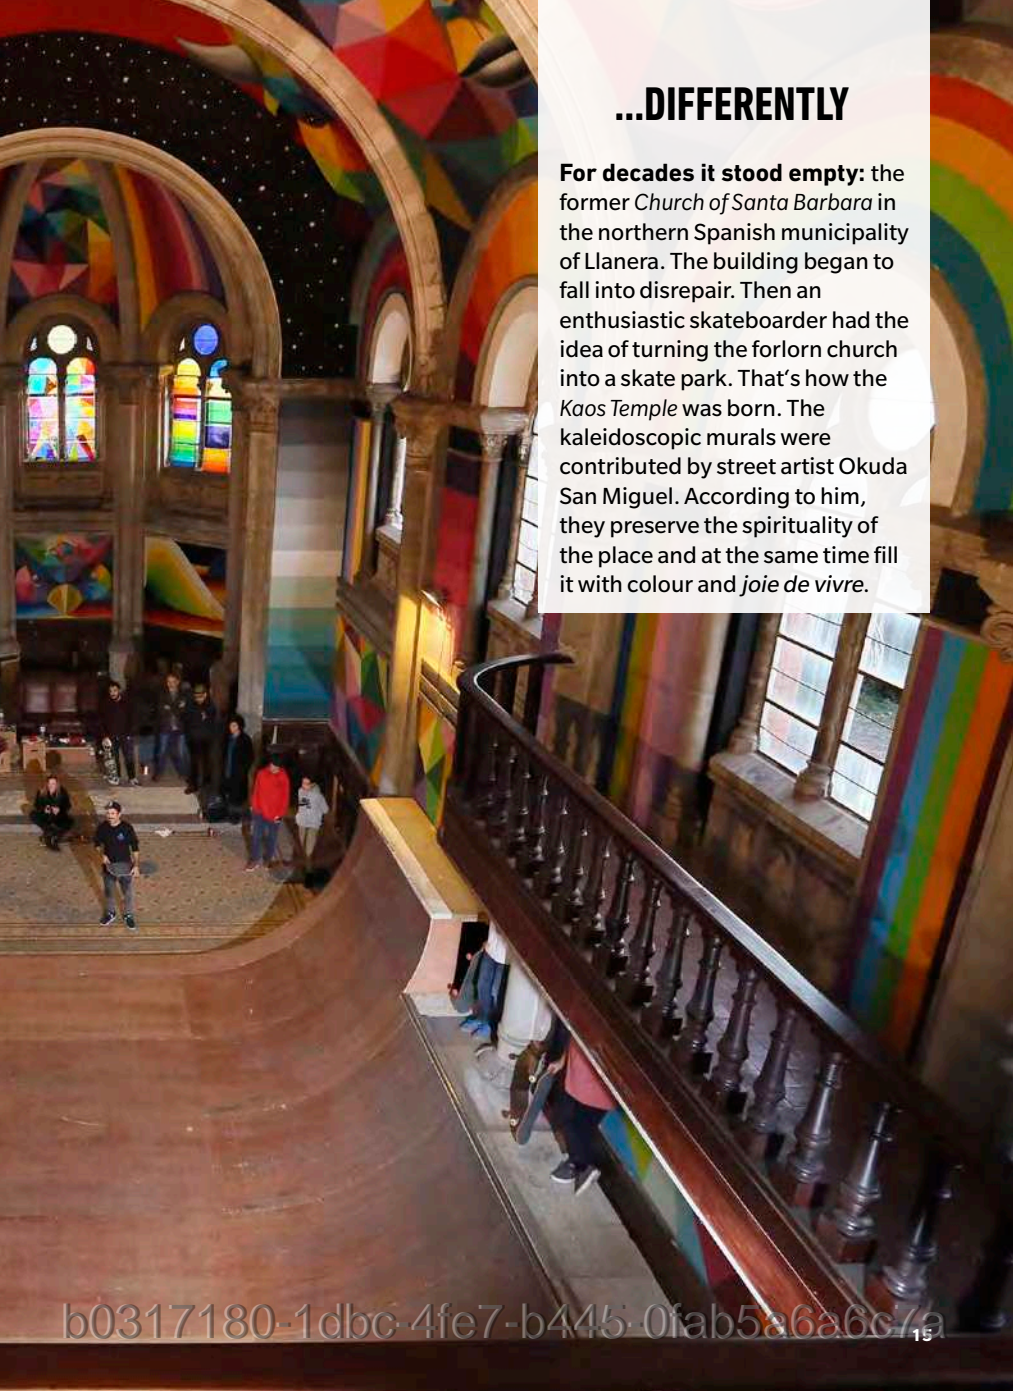 ...DIFFERENTLY
For decades it stood empty: the
former Church of Santa Barbara in
the northern Spanish municipality
of Llanera. The building began to
fall into disrepair. Then an
enthusiastic skateboarder had the
idea of turning the forlorn church
into a skate park. That‘s how the
Kaos Temple was born. The
kaleidoscopic murals were
contributed by street artist Okuda
San Miguel. According to him,
they preserve the spirituality of
the place and at the same time fill
it with colour and joie de vivre.
b0317180-1dbc-4fe7-b445-0fab5a6a6c7a
15